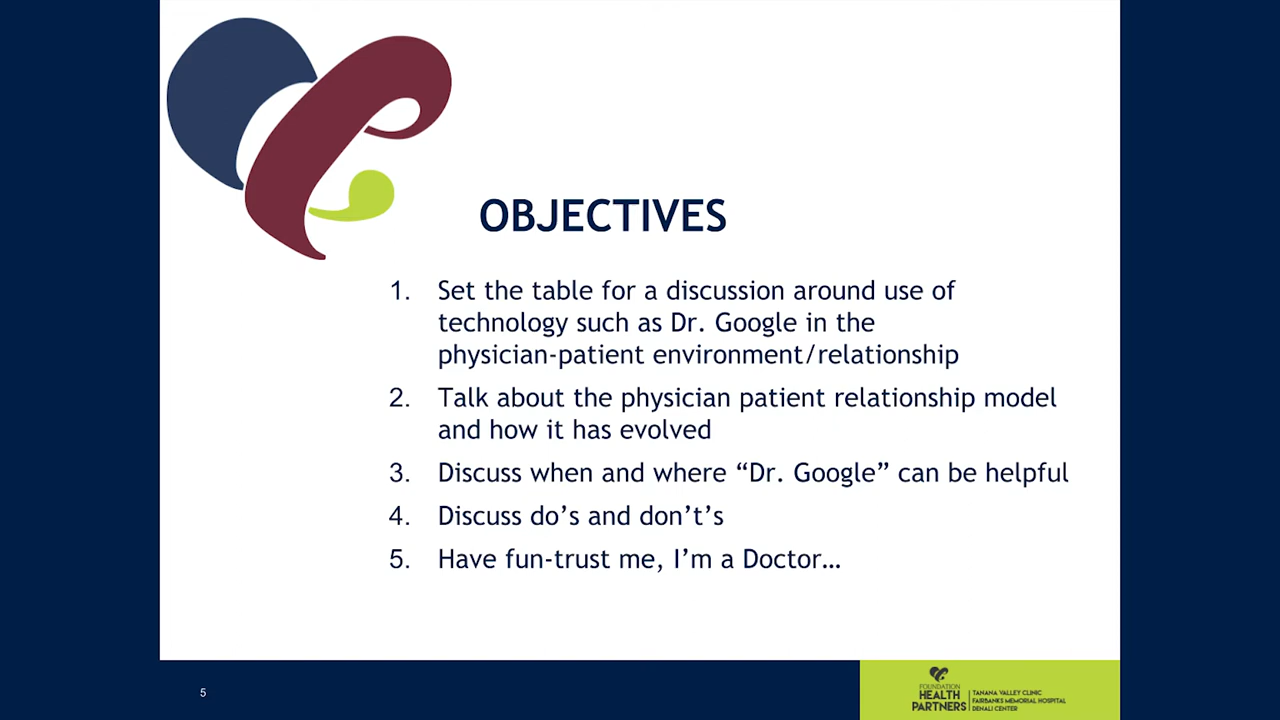 OBJECTIVES
1. Set the table for a discussion around use of
technology such as Dr. Google in the
physician-patient environment/relationship
2. Talk about the physician patient relationship model
and how it has evolved
3. Discuss when and where “Dr. Google” can be helpful
4. Discuss do’s and don’t’s
5. Have fun-trust me, I’m a Doctor…
5
FOUNDATION
HEALTH
PARTNERS
TANANA VALLEY CLINIC
FAIRBANKS MEMORIAL HOSPITAL
DENALI CENTER